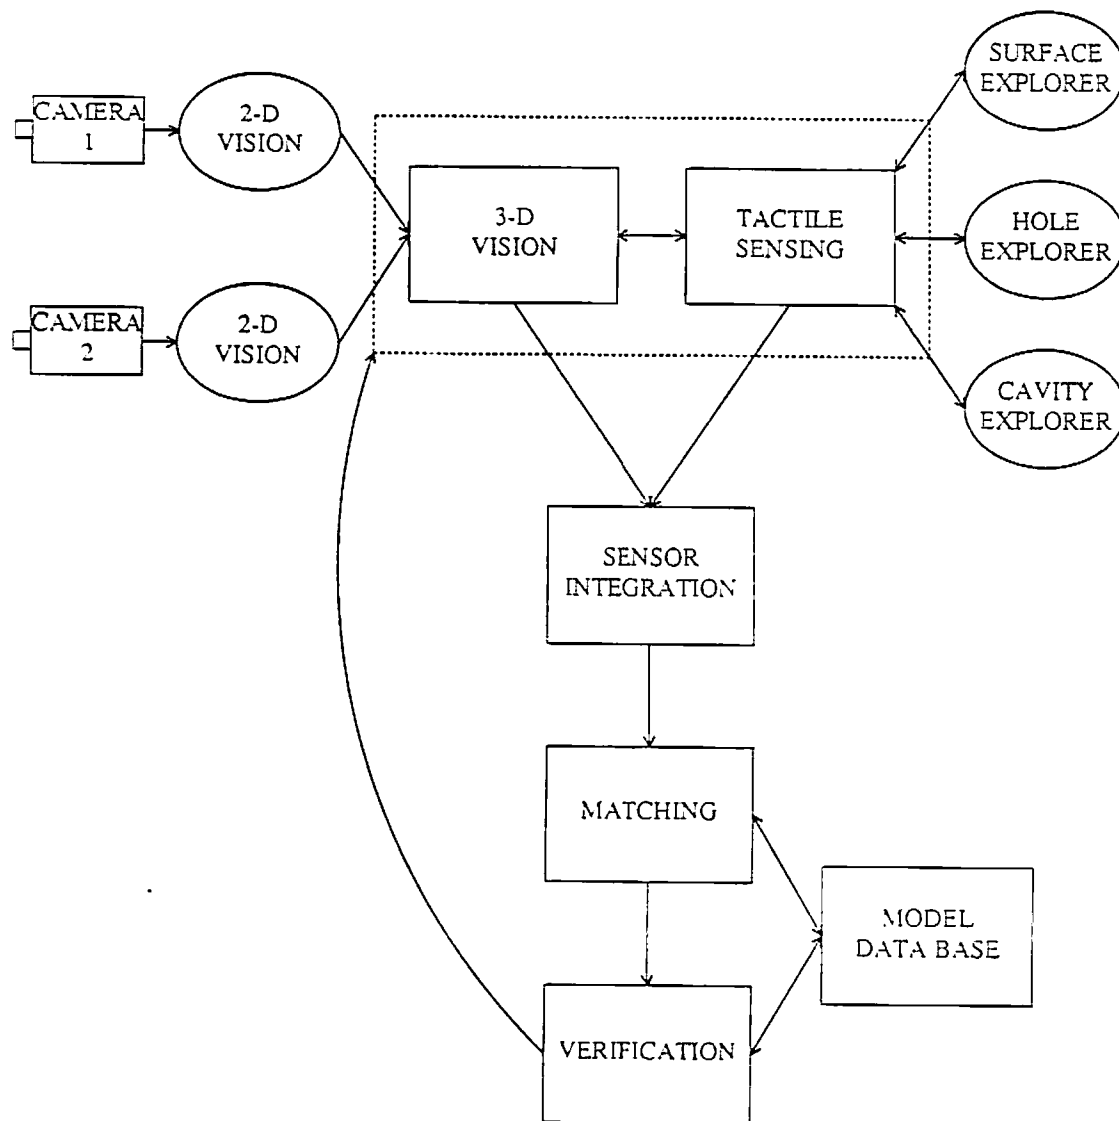 SURFACE
EXPLORER
CAMERA
1
2-D
VISION
3-D
VISION
TACTILE
SENSING
HOLE
EXPLORER
CAMERA
2
2-D
VISION
CAVITY
EXPLORER
SENSOR
INTEGRATION
MATCHING
MODEL
DATA BASE
VERIFICATION